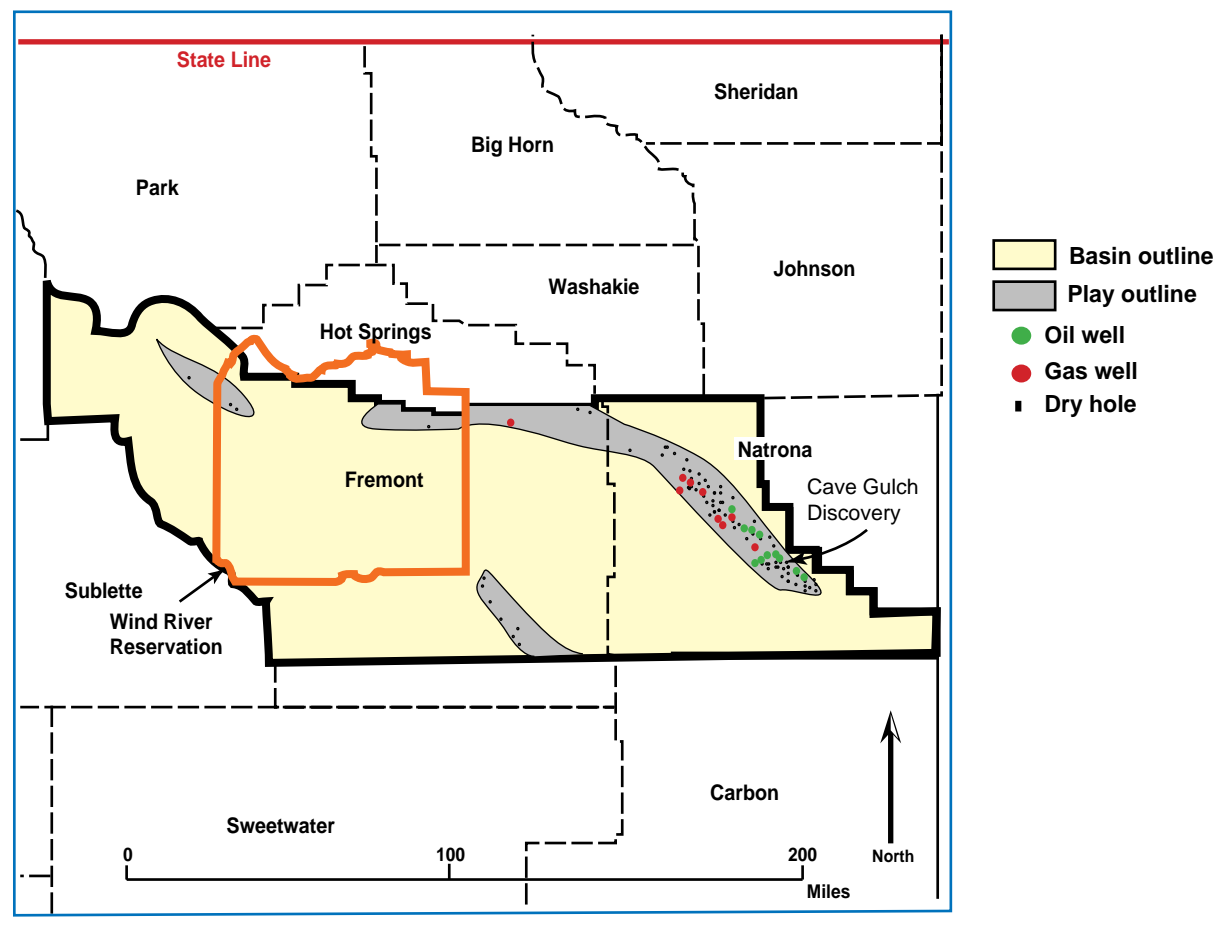 State Line
Sheridan
Big Horn
Park
Johnson
Washakie
Hot Springs
Natrona
Fremont
Cave Gulch
Discovery
Sublette
Wind River
Reservation
Carbon
Sweetwater
North
0
100
200
Miles
Basin outline
Play outline
Oil well
Gas well
Dry hole